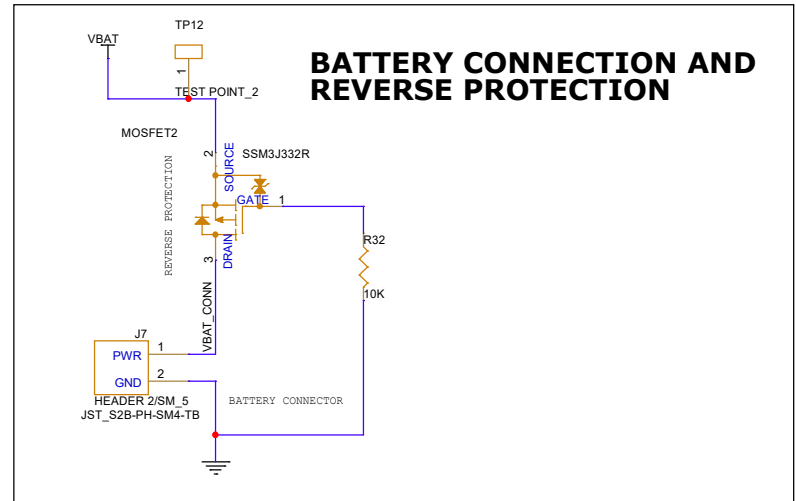 TP12
VBAT
BATTERY CONNECTION AND
REVERSE PROTECTION
1
TEST POINT_2
MOSFET2
2
SOURCE
SSM3J332R
GATE
1
REVERSE PROTECTION
DRAIN
3
R32
10K
VBAT_CONN
J7
PWR
1
GND
2
HEADER 2/SM_5
JST_S2B-PH-SM4-TB
BATTERY CONNECTOR